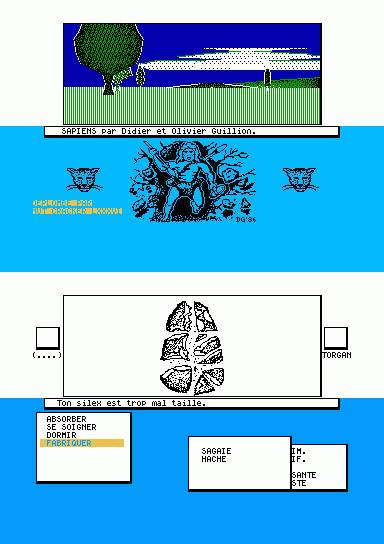 SAPIENS par Didier et Olivier Guillion.
DEPLOMBE PAR
NUT CRACKER LXXXVI
DG'86
(....)
TORGAN
Ton silex est trop mal taille.
ABSORBER
SE SOIGNER
DORMIR
FABRIQUER
SAGAIE
HACHE
IM.
IF.
SANTE
STE